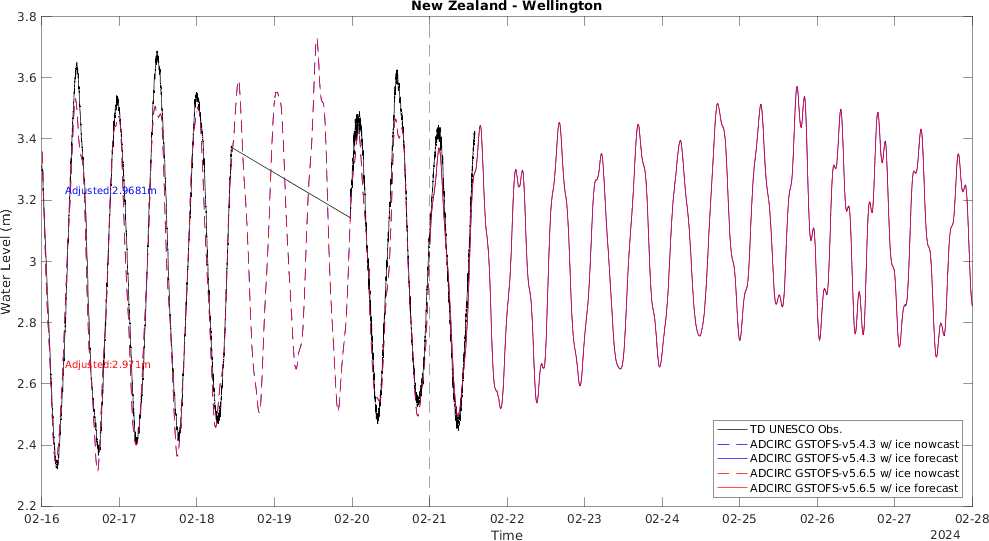 New Zealand - Wellington
3.8
3.6
3.4
3.2
3
2.8
2.6
2.4
2.2
Water Level (m)
Adjusted:2.9681m
Adjusted:2.971m
TD UNESCO Obs.
ADCIRC GSTOFS-v5.4.3 w/ ice nowcast
ADCIRC GSTOFS-v5.4.3 w/ ice forecast
ADCIRC GSTOFS-v5.6.5 w/ ice nowcast
ADCIRC GSTOFS-v5.6.5 w/ ice forecast
02-16 02-17 02-18 02-19 02-20 02-21 02-22 02-23 02-24 02-25 02-26 02-27 02-28
Time
2024